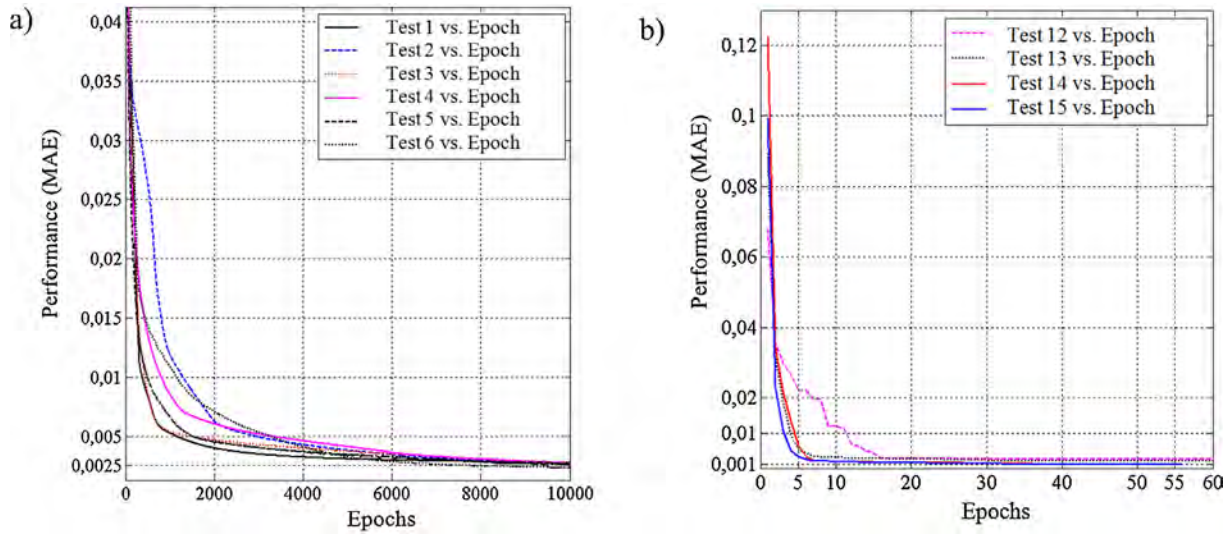 a)
Performance (MAE)
0,04
0,035
0,03
0,025
0,02
0,015
0,01
0,005
0,0025
0
2000
4000
6000
8000
10000
Epochs
Test 1 vs. Epoch
Test 2 vs. Epoch
Test 3 vs. Epoch
Test 4 vs. Epoch
Test 5 vs. Epoch
Test 6 vs. Epoch
b)
Performance (MAE)
0,12
0,1
0,08
0,06
0,04
0,02
0,01
0,001
0
5
10
20
30
40
50
55
60
Epochs
Test 12 vs. Epoch
Test 13 vs. Epoch
Test 14 vs. Epoch
Test 15 vs. Epoch